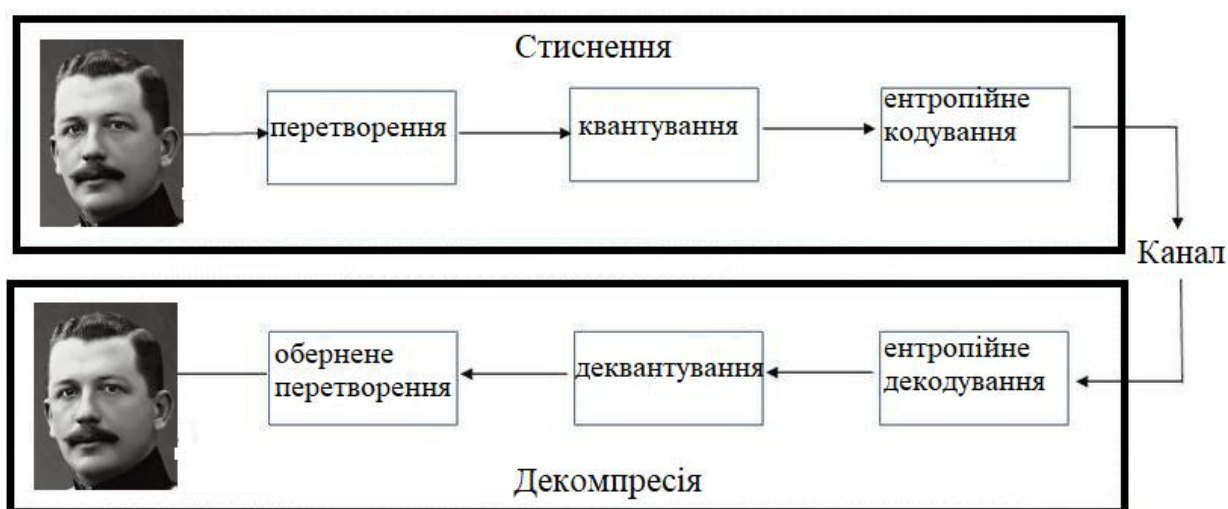 Стиснення
перетворення
квантування
ентропійне
кодування
Канал
обернене
перетворення
деквантування
ентропійне
декодування
Декомпресія